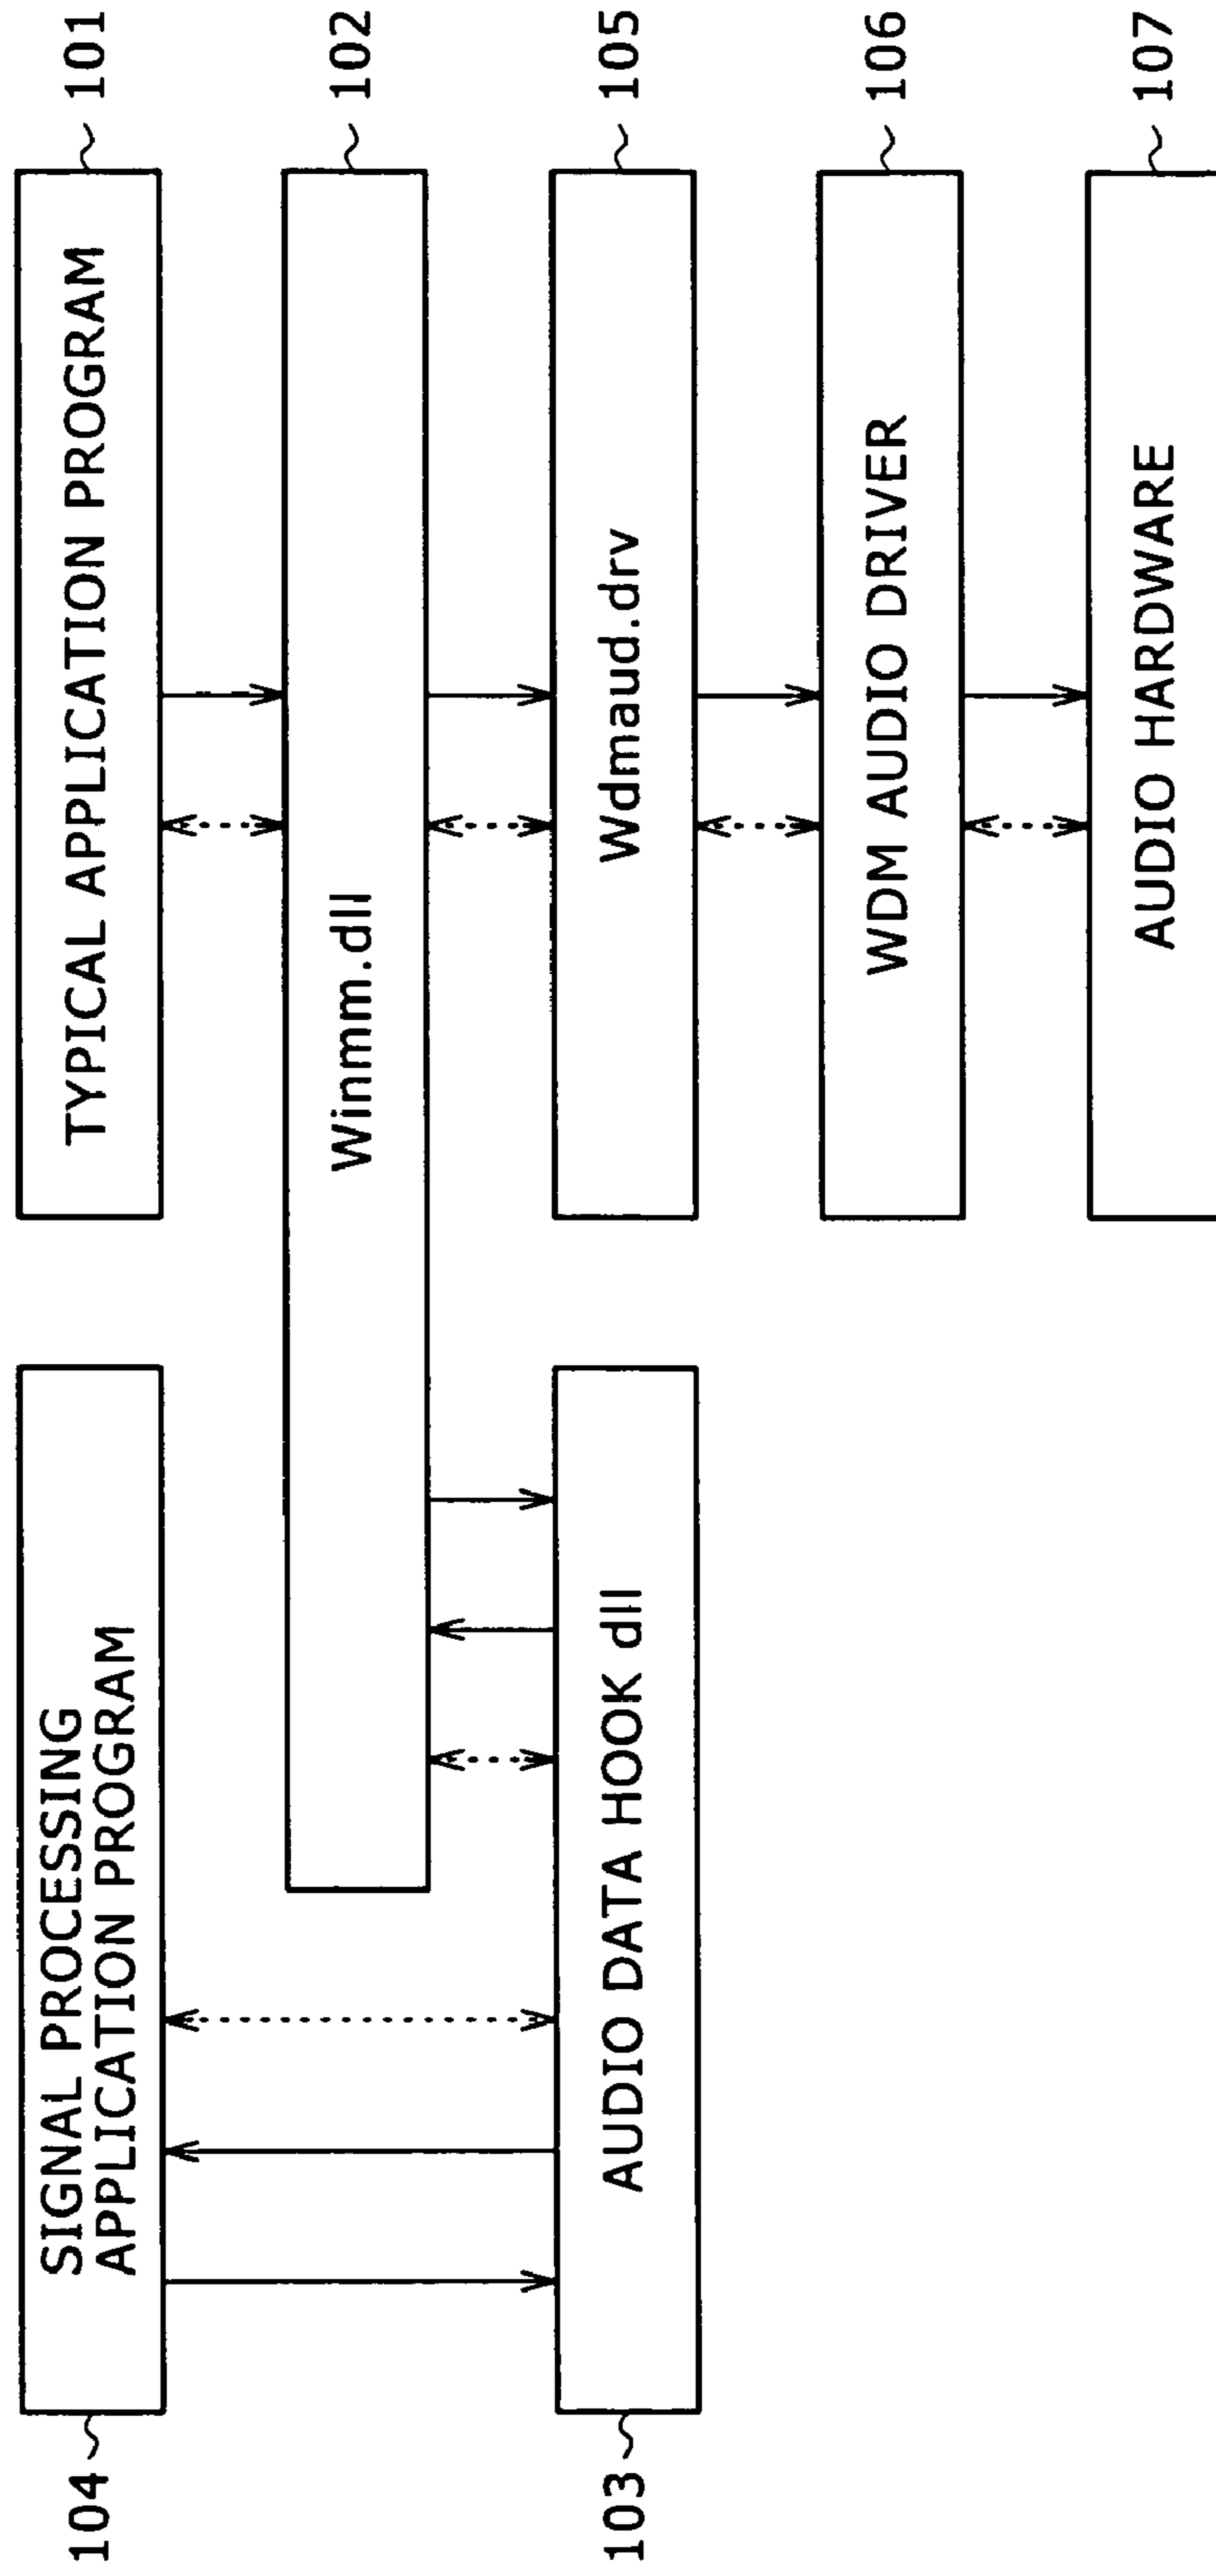 TYPICAL APPLICATION PROGRAM
101
SIGNAL PROCESSING
APPLICATION PROGRAM
104
Winmm.dll
102
AUDIO DATA HOOK dll
103
Wdmaud.drv
105
WDM AUDIO DRIVER
106
AUDIO HARDWARE
107